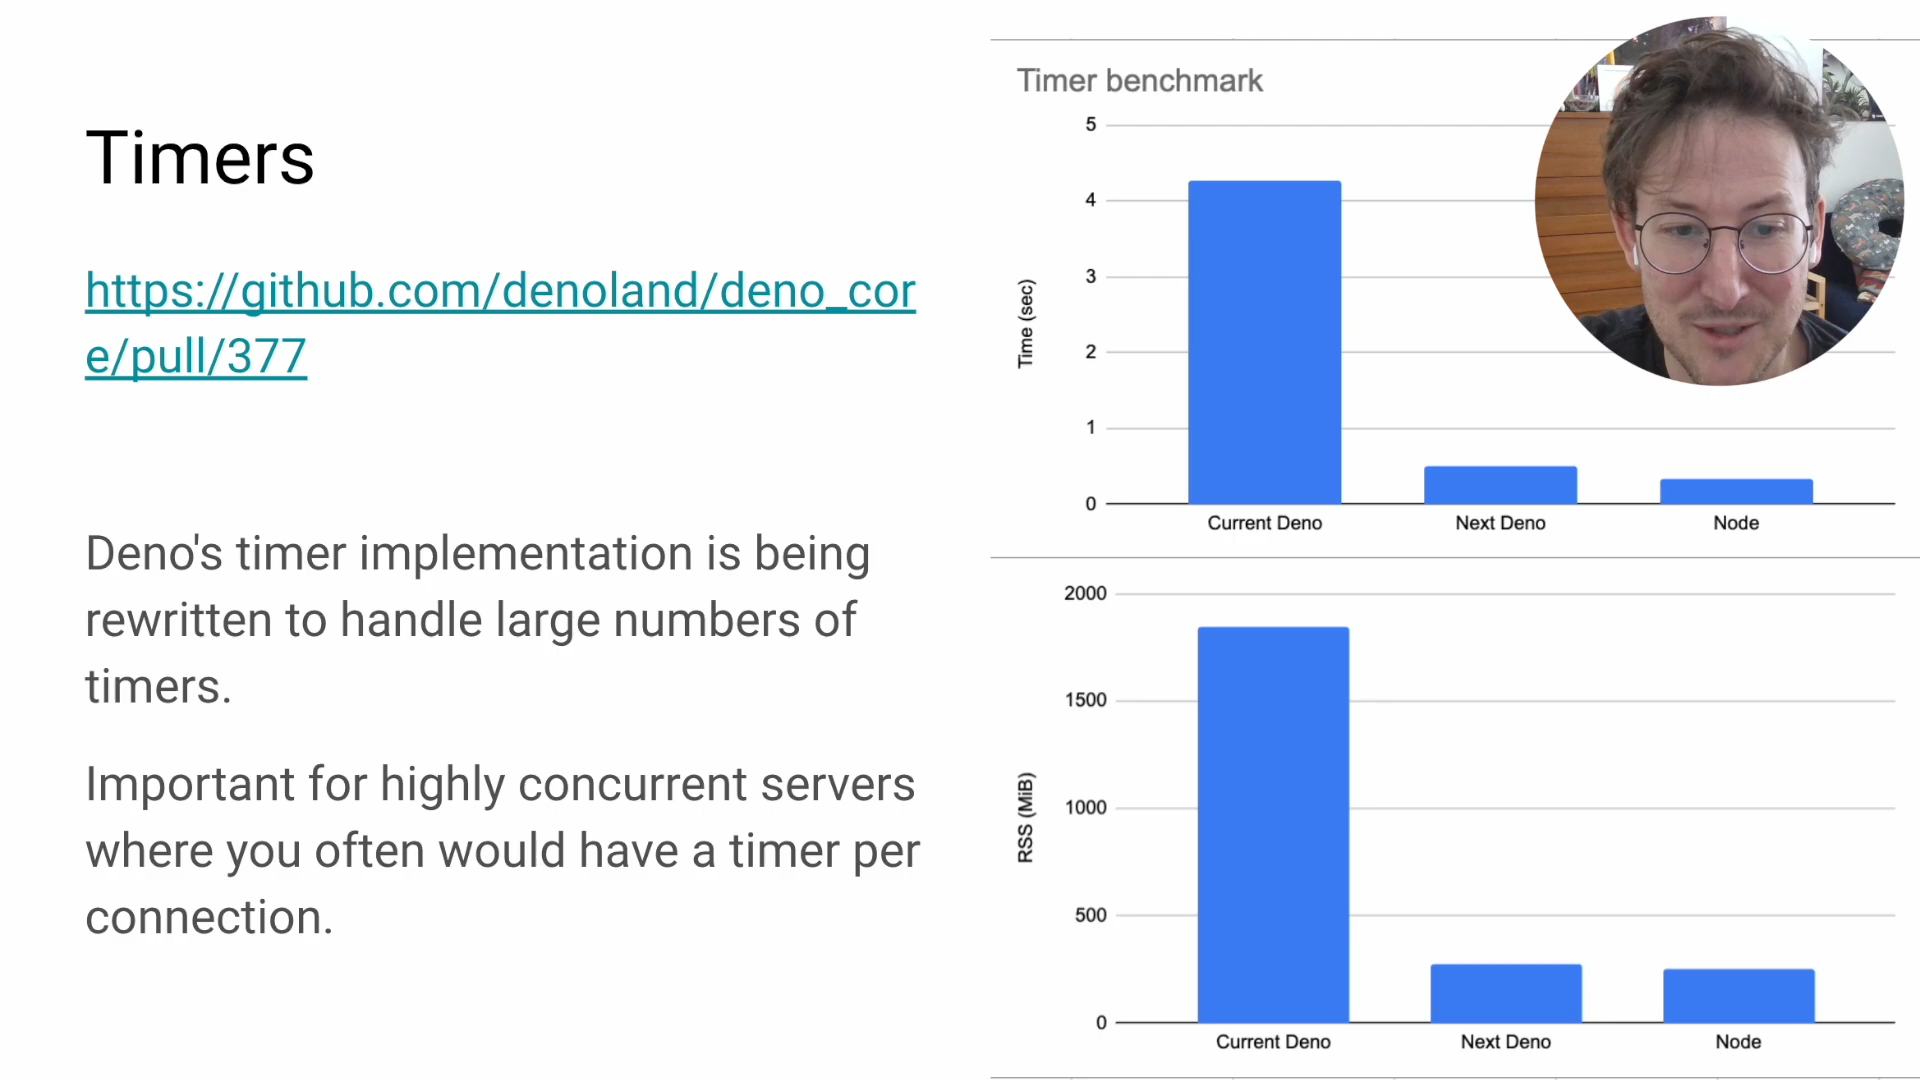 Timers
https://github.com/denoland/deno_cor
e/pull/377
Deno's timer implementation is being
rewritten to handle large numbers of
timers.
Important for highly concurrent servers
where you often would have a timer per
connection.
Timer benchmark
5
4
3
2
1
0
Time (sec)
Current Deno
Next Deno
Node
2000
1500
1000
500
0
RSS (MiB)
Current Deno
Next Deno
Node